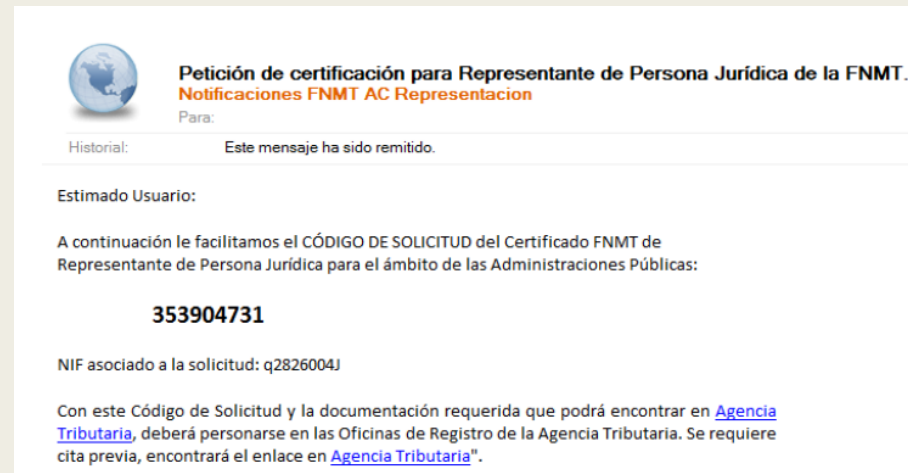 Petición de certificación para Representante de Persona Jurídica de la FNMT.
Notificaciones FNMT AC Representacion
Para:
Historial: Este mensaje ha sido remitido.
Estimado Usuario:
A continuación le facilitamos el CÓDIGO DE SOLICITUD del Certificado FNMT de
Representante de Persona Jurídica para el ámbito de las Administraciones Públicas:
353904731
NIF asociado a la solicitud: q2826004J
Con este Código de Solicitud y la documentación requerida que podrá encontrar en Agencia
Tributaria, deberá personarse en las Oficinas de Registro de la Agencia Tributaria. Se requiere
cita previa, encontrará el enlace en Agencia Tributaria".